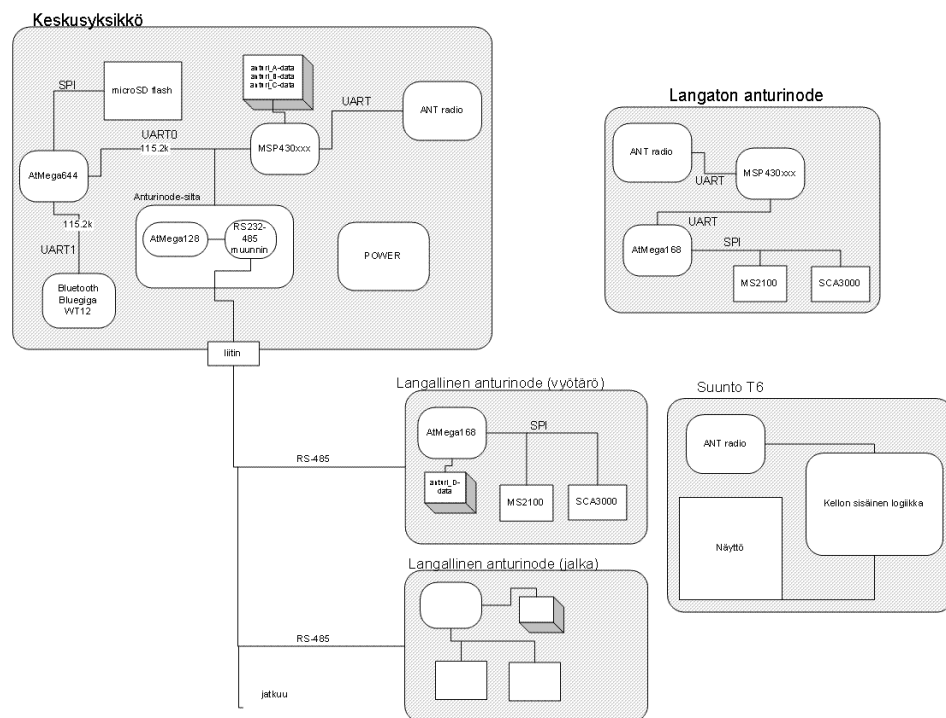 Keskusyksikkö
SPI
microSD flash
anturi_A-data
anturi_B-data
anturi_C-data
UART
ANT radio
UART0
115.2k
MSP430xxx
AtMega644
Anturinode-silta
AtMega128
RS232-
485
muunnin
POWER
115.2k
UART1
Bluetooth
Bluegiga
WT12
liitin
Langaton anturinode
ANT radio
UART
MSP430xxx
UART
AtMega168
SPI
MS2100
SCA3000
Langallinen anturinode (vyötärö)
AtMega168
SPI
RS-485
anturi_D-
data
MS2100
SCA3000
Suunto T6
ANT radio
Kellon sisäinen logiikka
Näyttö
Langallinen anturinode (jalka)
RS-485
jatkuu